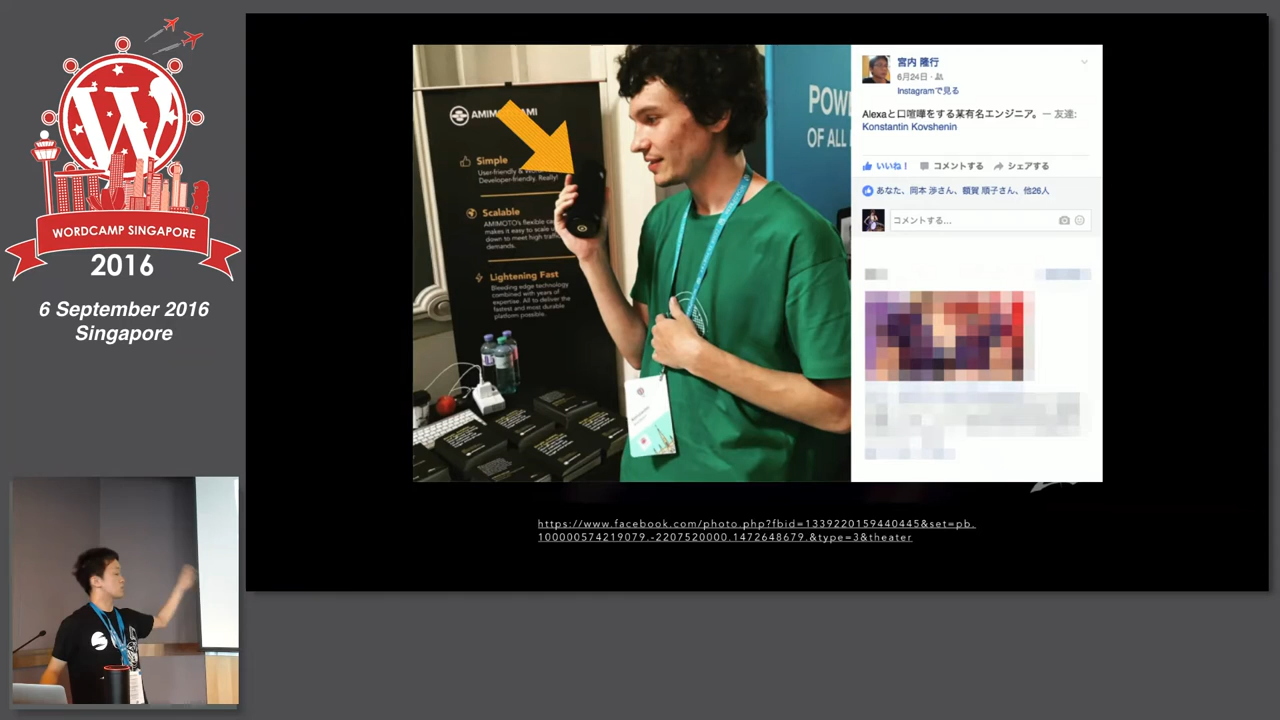 WORDCAMP SINGAPORE
2016
6 September 2016
Singapore
AMIMOTO AMI
Simple
Developer-friendly. Really!
Scalable
AMIMOTO's flexible
makes it easy to scale
down to meet high
demands.
Lightening Fast
Bleeding edge technology
combined with years of
expertise. All to deliver the
fastest and most durable
platform possible.
POW
OF ALL
宮内 隆行
6月24日 ·
Instagramで見る
Alexaと口喧嘩をする某有名エンジニア。 — 友達:
Konstantin Kovshenin
いいね！ コメントする シェアする
あなた、岡本 渉さん、額賀 順子さん、他26人
コメントする...
https://www.facebook.com/photo.php?fbid=1339220159440445&set=pb.
100000574219079.-2207520000.1472648679.&type=3&theater